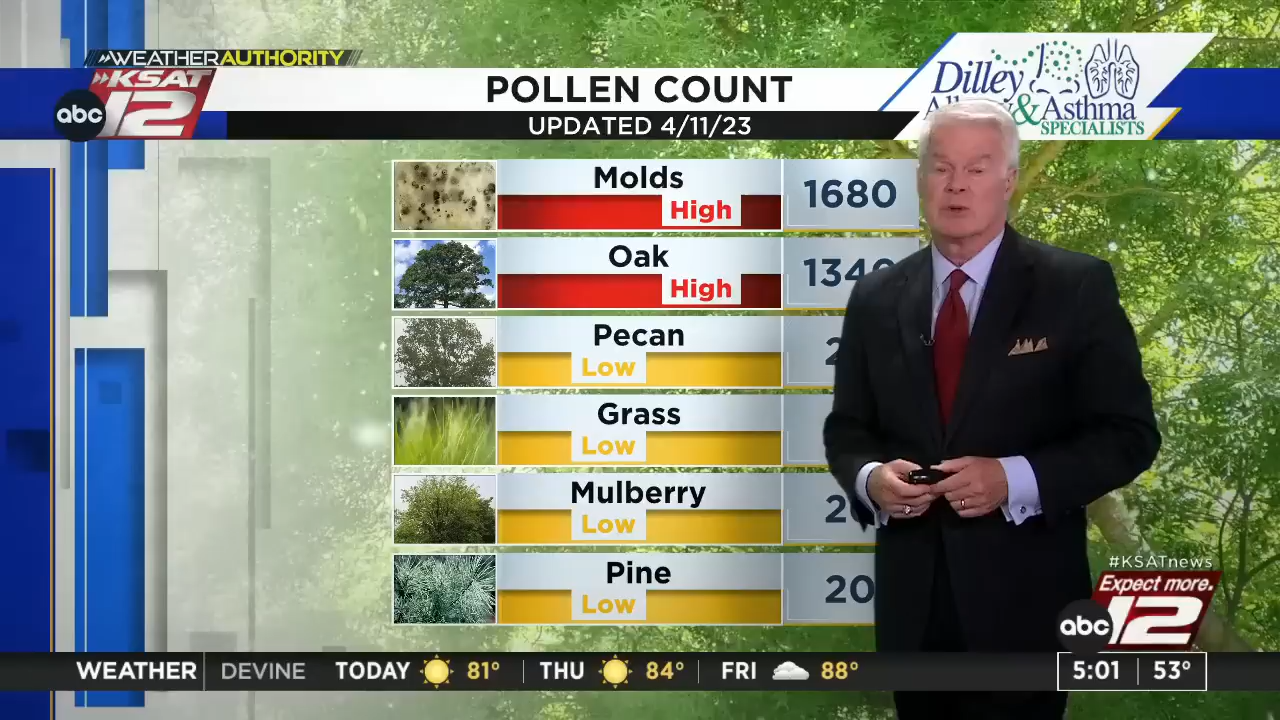 WEATHERAUTHORITY
KSAT
abc 12
POLLEN COUNT
UPDATED 4/11/23
Dilley
& Asthma
SPECIALISTS
Molds
High
1680
Oak
High
Pecan
Low
Grass
Low
Mulberry
Low
Pine
Low
20
#KSATnews
Expect more.
abc 12
WEATHER DEVINE TODAY 81° THU 84° FRI 88° 5:01 53°